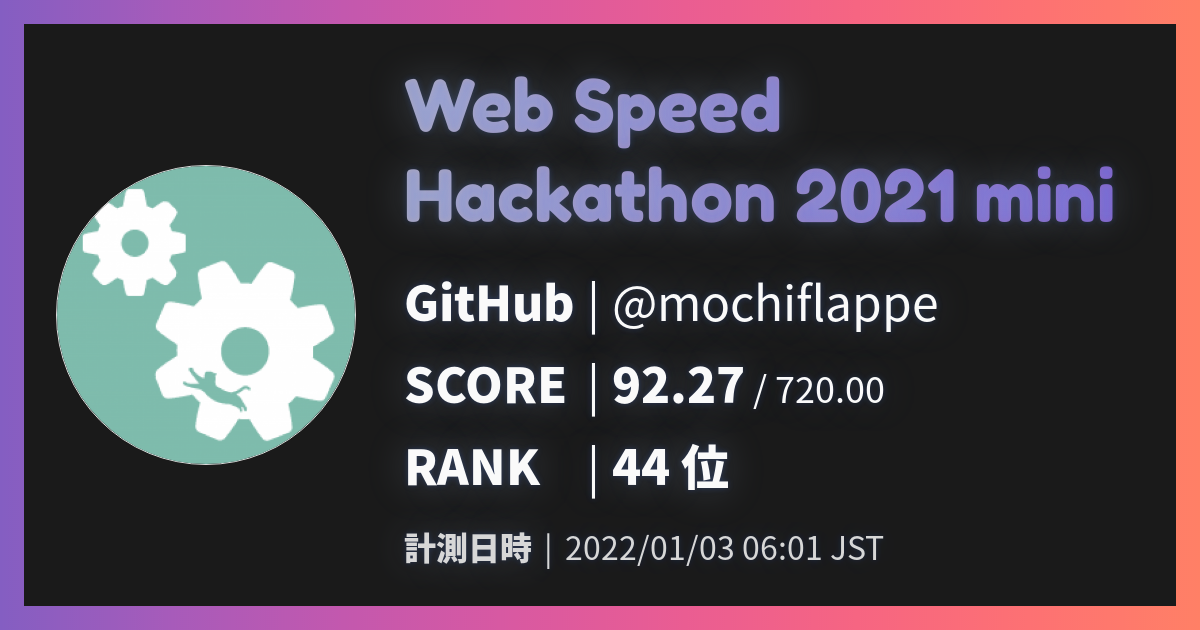 Web Speed
Hackathon 2021 mini
GitHub | @mochiflappe
SCORE | 92.27 / 720.00
RANK | 44 位
計測日時 | 2022/01/03 06:01 JST